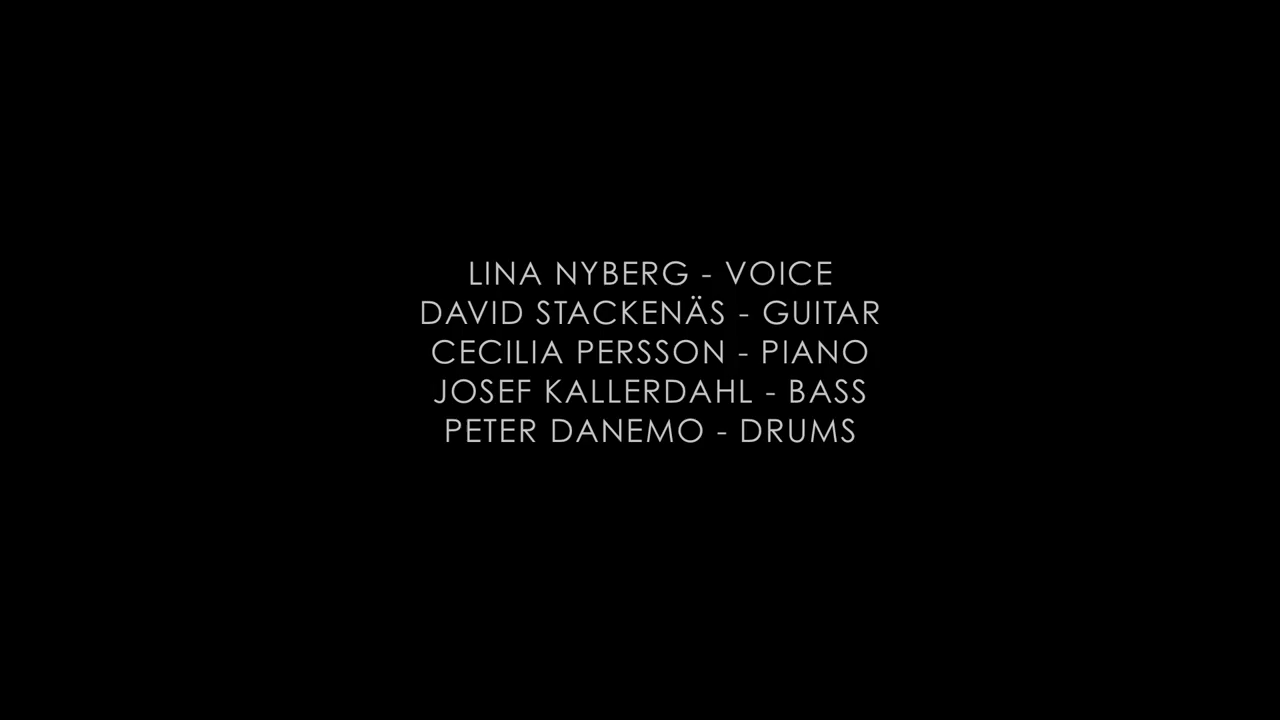 LINA NYBERG - VOICE
DAVID STACKENÄS - GUITAR
CECILIA PERSSON - PIANO
JOSEF KALLERDAHL - BASS
PETER DANEMO - DRUMS